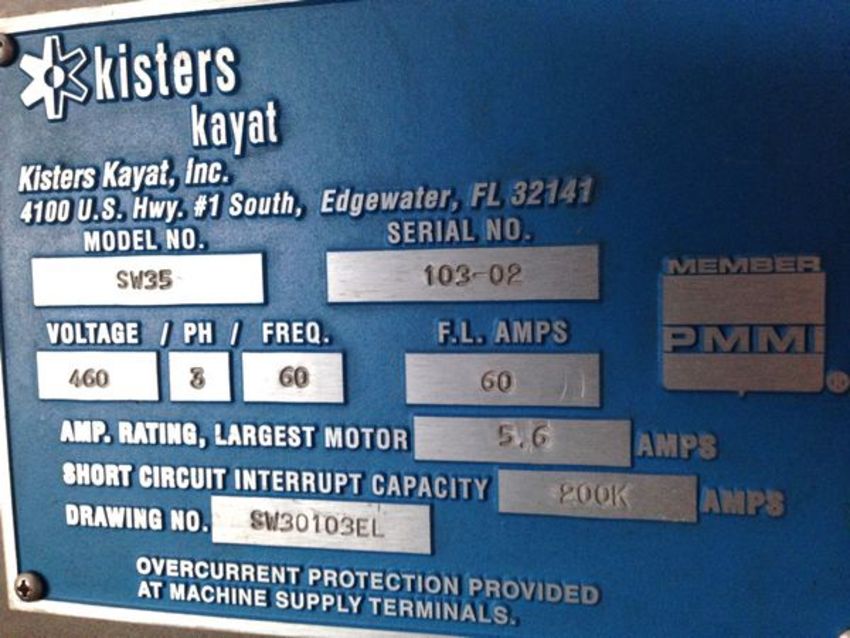 kisters
kayat
Kisters Kayat, Inc.
4100 U.S. Hwy. #1 South, Edgewater, FL 32141
MODEL NO. SERIAL NO.
SW35 103-02
MEMBER
PMMI
®
VOLTAGE / PH / FREQ. F.L. AMPS
460 3 60 60
AMP. RATING, LARGEST MOTOR 5.6 AMPS
SHORT CIRCUIT INTERRUPT CAPACITY 200K AMPS
DRAWING NO. SW30103EL
OVERCURRENT PROTECTION PROVIDED
AT MACHINE SUPPLY TERMINALS.